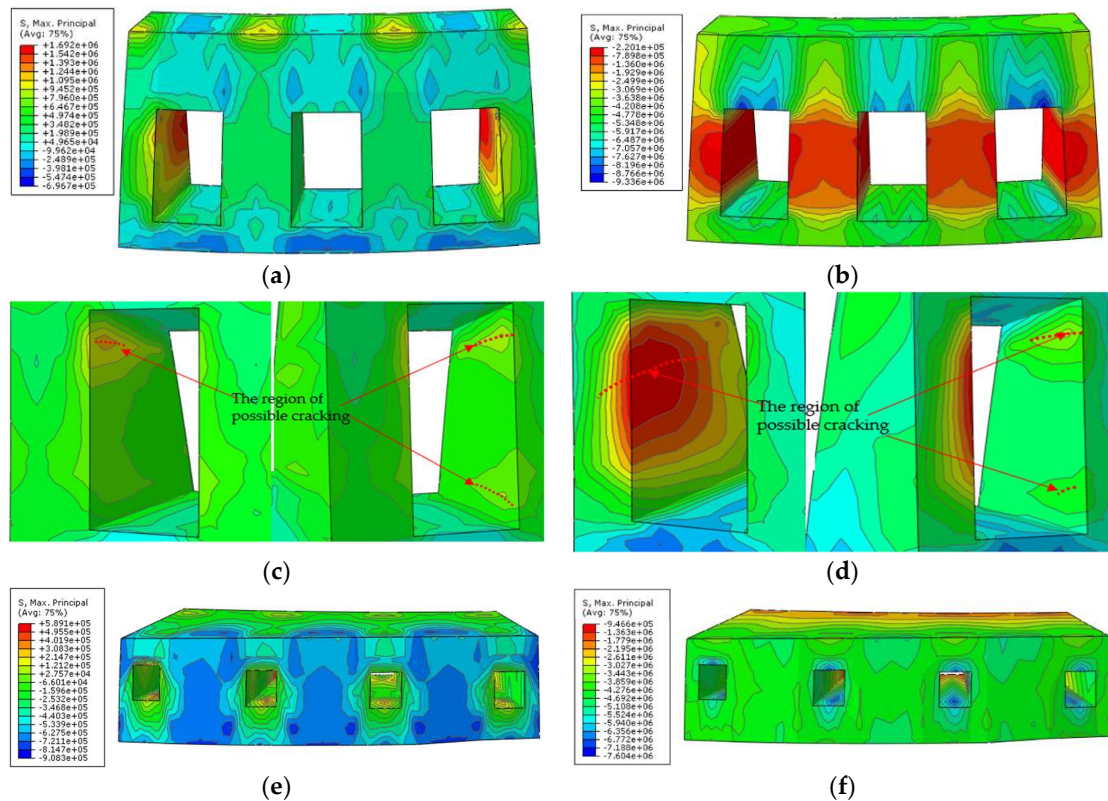 S, Max. Principal
(Avg: 75%)
+1.692e+06
+1.542e+06
+1.393e+06
+1.244e+06
+1.095e+06
+9.452e+05
+7.960e+05
+6.467e+05
+4.974e+05
+3.482e+05
+1.989e+05
+4.965e+04
-9.962e+04
-2.489e+05
-3.981e+05
-5.474e+05
-6.967e+05
(a)
S, Max. Principal
(Avg: 75%)
-2.201e+05
-7.898e+05
-1.360e+06
-1.929e+06
-2.499e+06
-3.069e+06
-3.638e+06
-4.208e+06
-4.778e+06
-5.348e+06
-5.917e+06
-6.487e+06
-7.057e+06
-7.627e+06
-8.196e+06
-8.766e+06
-9.336e+06
(b)
The region of
possible cracking
(c)
The region of
possible cracking
(d)
S, Max. Principal
(Avg: 75%)
+5.891e+05
+4.955e+05
+4.019e+05
+3.083e+05
+2.147e+05
+1.212e+05
+2.757e+04
-6.601e+04
-1.596e+05
-2.532e+05
-3.468e+05
-4.403e+05
-5.339e+05
-6.275e+05
-7.211e+05
-8.147e+05
-9.083e+05
(e)
S, Max. Principal
(Avg: 75%)
-9.466e+05
-1.363e+06
-1.779e+06
-2.195e+06
-2.611e+06
-3.027e+06
-3.443e+06
-3.859e+06
-4.276e+06
-4.692e+06
-5.108e+06
-5.524e+06
-5.940e+06
-6.356e+06
-6.772e+06
-7.188e+06
-7.604e+06
(f)